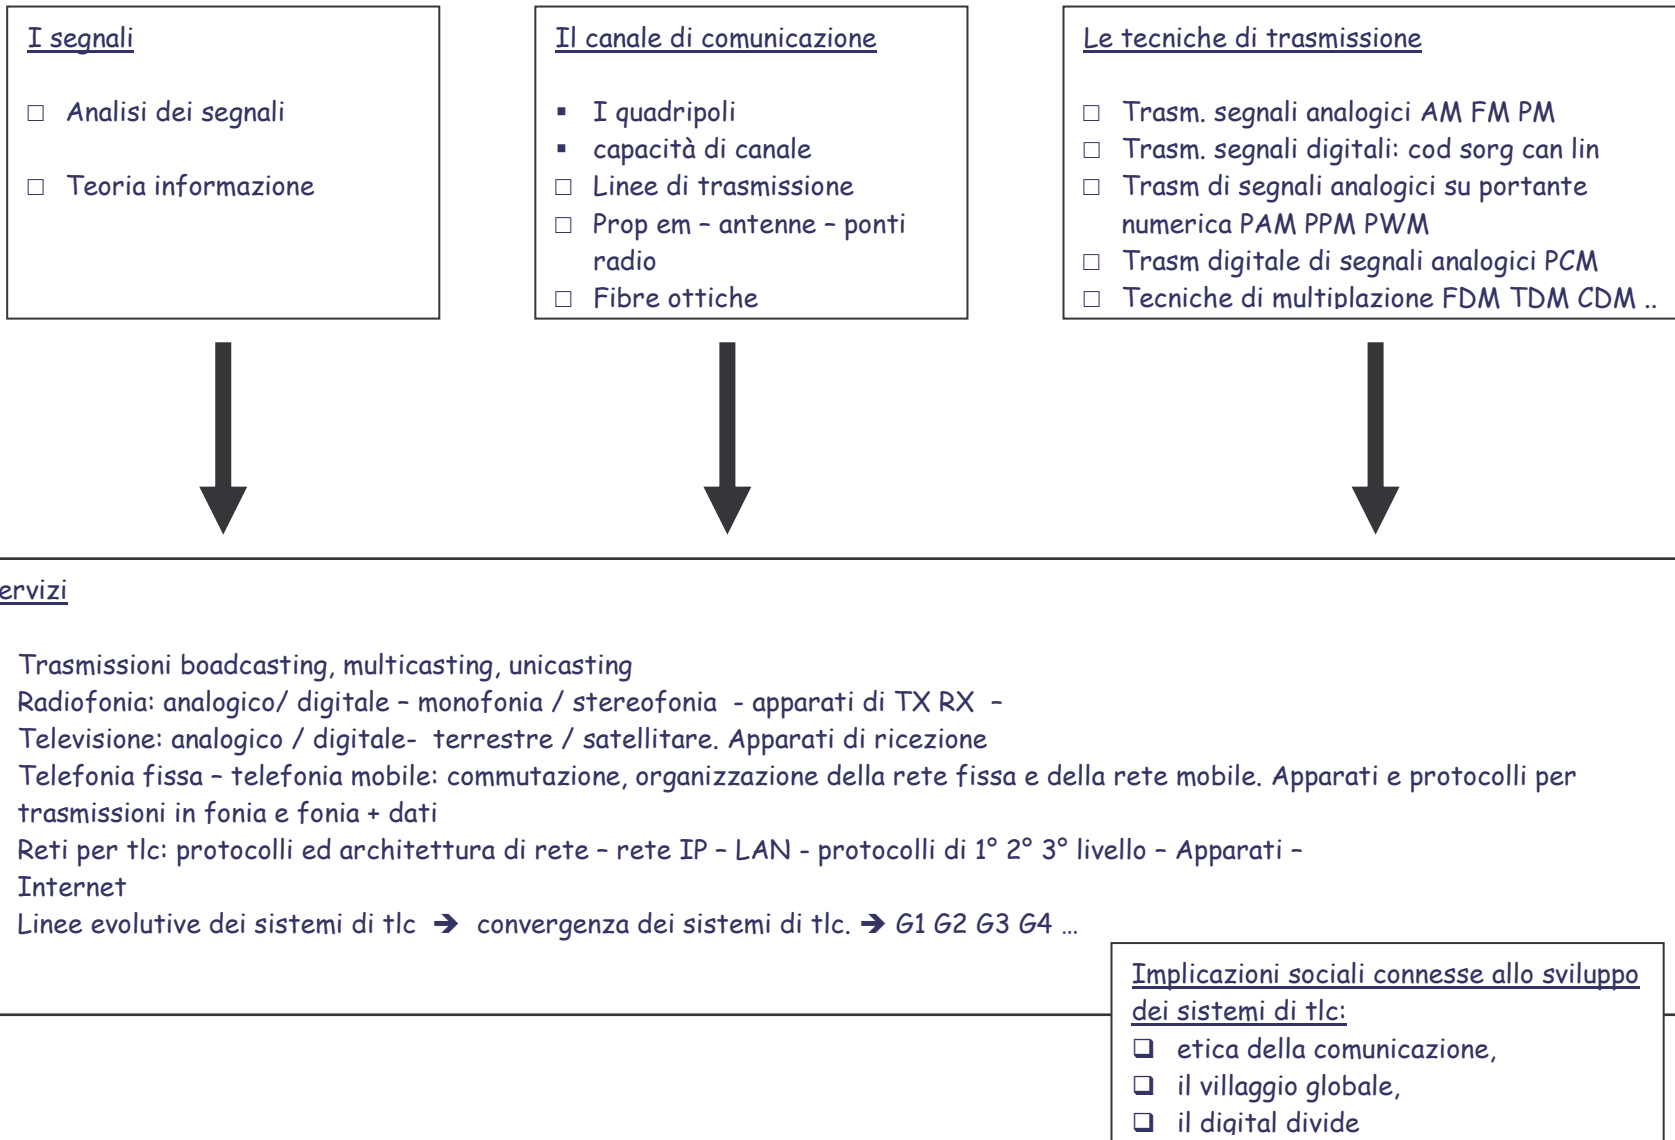 I segnali
□ Analisi dei segnali
□ Teoria informazione
Il canale di comunicazione
▪ I quadripoli
▪ capacità di canale
□ Linee di trasmissione
□ Prop em – antenne – ponti
radio
□ Fibre ottiche
Le tecniche di trasmissione
□ Trasm. segnali analogici AM FM PM
□ Trasm. segnali digitali: cod sorg can lin
□ Trasm di segnali analogici su portante
numerica PAM PPM PWM
□ Trasm digitale di segnali analogici PCM
□ Tecniche di multiplazione FDM TDM CDM ..
ervizi
Trasmissioni boadcasting, multicasting, unicasting
Radiofonia: analogico/ digitale – monofonia / stereofonia - apparati di TX RX –
Televisione: analogico / digitale- terrestre / satellitare. Apparati di ricezione
Telefonia fissa – telefonia mobile: commutazione, organizzazione della rete fissa e della rete mobile. Apparati e protocolli per
trasmissioni in fonia e fonia + dati
Reti per tlc: protocolli ed architettura di rete – rete IP – LAN - protocolli di 1° 2° 3° livello – Apparati –
Internet
Linee evolutive dei sistemi di tlc ➔ convergenza dei sistemi di tlc. ➔ G1 G2 G3 G4 …
Implicazioni sociali connesse allo sviluppo
dei sistemi di tlc:
❑ etica della comunicazione,
❑ il villaggio globale,
❑ il digital divide